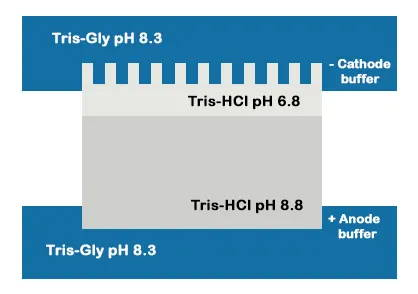 Tris-Gly pH 8.3
- Cathode
buffer
Tris-HCl pH 6.8
Tris-HCl pH 8.8
+ Anode
buffer
Tris-Gly pH 8.3